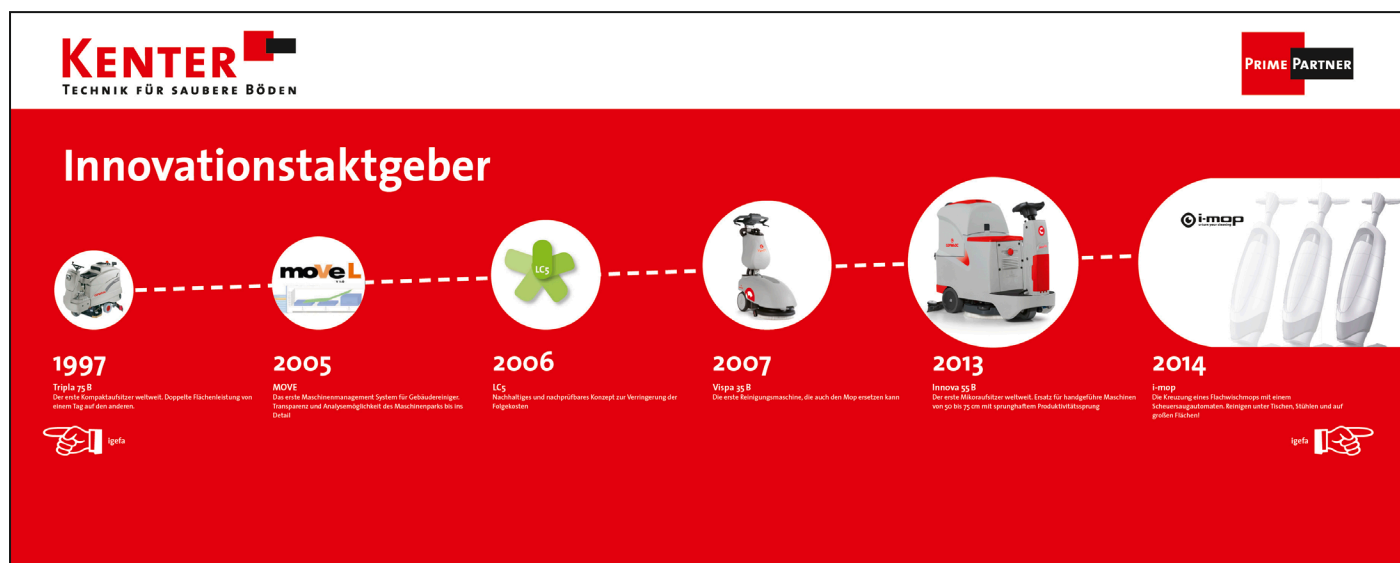 KENTER
TECHNIK FÜR SAUBERE BÖDEN
PRIME PARTNER
Innovationstaktgeber
moVe L
LC5
i-mop
1997
Tripla 75 B
Der erste Kompaktaufsitzer weltweit. Doppelte Flächenleistung von
einem Tag auf den anderen.
2005
MOVE
Das erste Maschinenmanagement System für Gebäudereiniger.
Transparenz und Analysemöglichkeit des Maschinenparks bis ins
Detail
2006
LC5
Nachhaltiges und nachprüfbares Konzept zur Verringerung der
Folgekosten
2007
Vispa 35 B
Die erste Reinigungsmaschine, die auch den Mop ersetzen kann
2013
Innova 55 B
Der erste Mikoraufsitzer weltweit. Ersatz für handgeführe Maschinen
von 50 bis 75 cm mit sprunghaftem Produktivitätssprung
2014
i-mop
Die Kreuzung eines Flachwischmops mit einem
Scheuersaugautomaten. Reinigen unter Tischen, Stühlen und auf
großen Flächen!
igefa
igefa